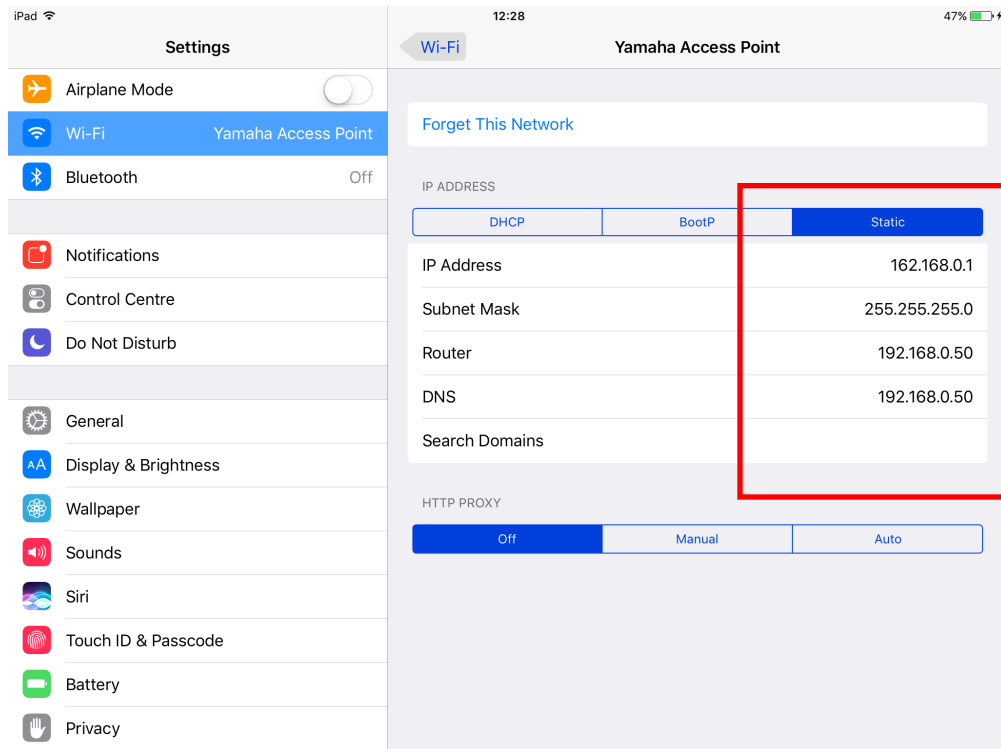 iPad 12:28 47%
Settings
Airplane Mode
Wi-Fi Yamaha Access Point
Bluetooth Off
Notifications
Control Centre
Do Not Disturb
General
AA Display & Brightness
Wallpaper
Sounds
Siri
Touch ID & Passcode
Battery
Privacy
Wi-Fi Yamaha Access Point
Forget This Network
IP ADDRESS
DHCP BootP Static
IP Address 162.168.0.1
Subnet Mask 255.255.255.0
Router 192.168.0.50
DNS 192.168.0.50
Search Domains
HTTP PROXY
Off Manual Auto